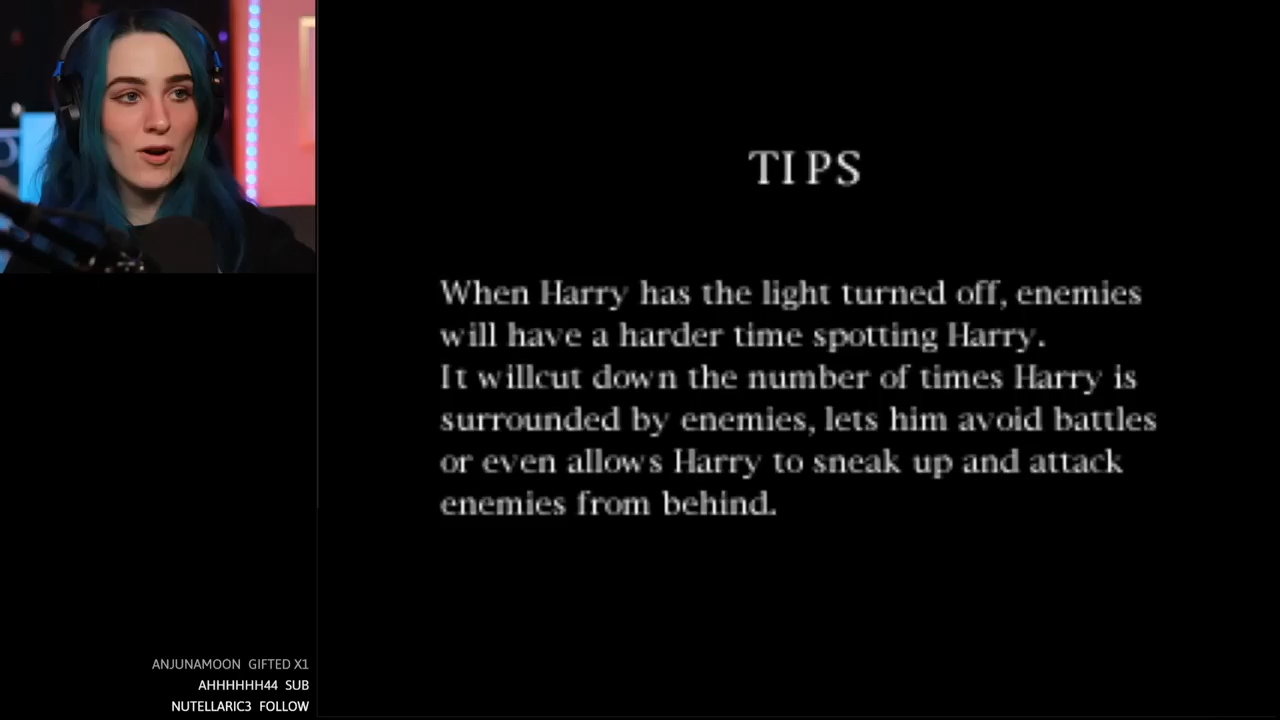 TIPS
When Harry has the light turned off, enemies
will have a harder time spotting Harry.
It willcut down the number of times Harry is
surrounded by enemies, lets him avoid battles
or even allows Harry to sneak up and attack
enemies from behind.
ANJUNAMOON GIFTED X1
AHHHHHH44 SUB
NUTELLARIC3 FOLLOW